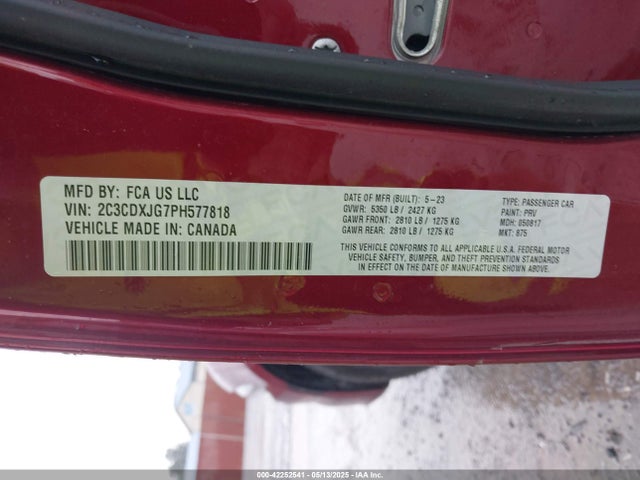 MFD BY: FCA US LLC
VIN: 2C3CDXJG7PH577818
VEHICLE MADE IN: CANADA
DATE OF MFR (BUILT): 5-23
GVWR: 5350 LB / 2427 KG
GAWR FRONT: 2810 LB / 1275 KG
GAWR REAR: 2810 LB / 1275 KG
TYPE: PASSENGER CAR
PAINT: PRV
MDH: 050817
MKT: 875
THIS VEHICLE CONFORMS TO ALL APPLICABLE U.S.A. FEDERAL MOTOR
VEHICLE SAFETY, BUMPER, AND THEFT PREVENTION STANDARDS
IN EFFECT ON THE DATE OF MANUFACTURE SHOWN ABOVE.
000-42252541 - 05/13/2025 - IAAI Customer